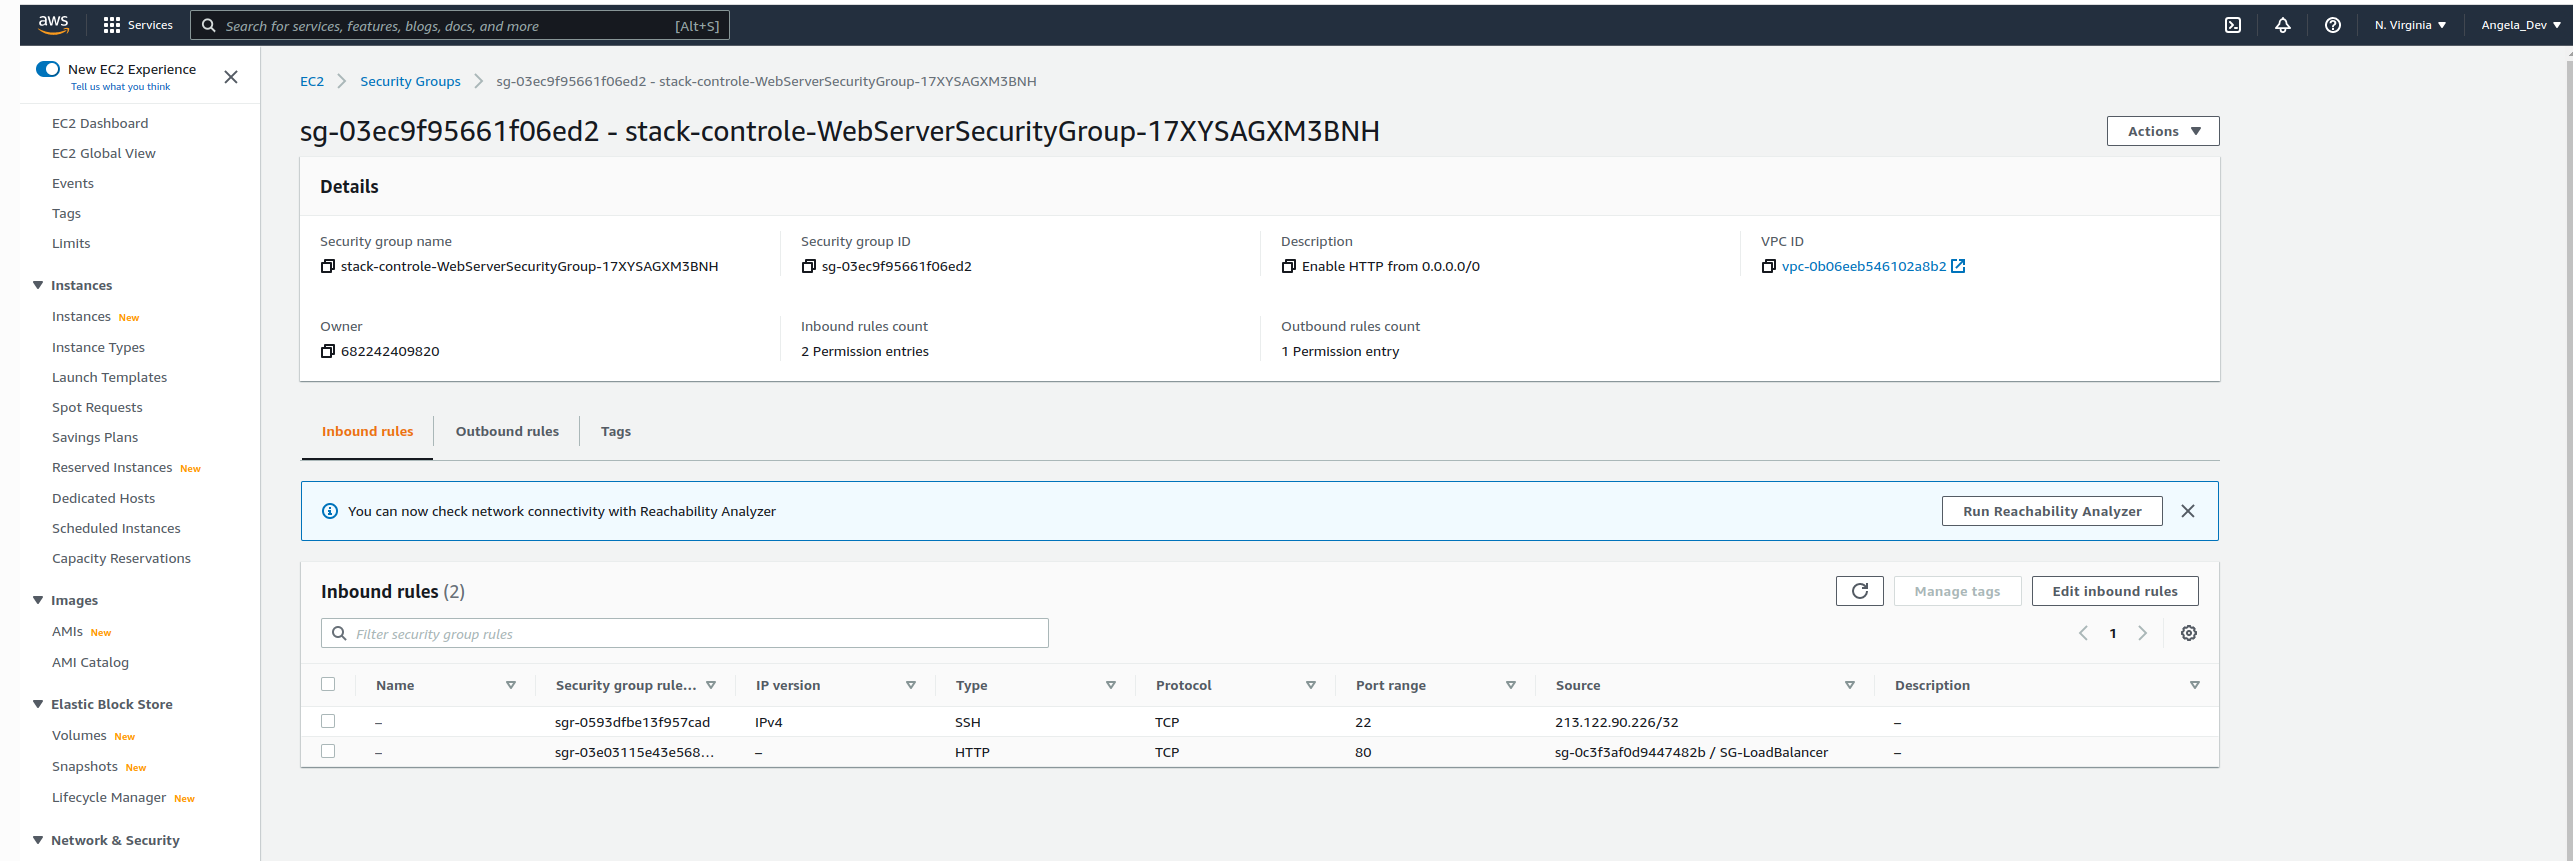 aws Services Search for services, features, blogs, docs, and more [Alt+S] N. Virginia Angela_Dev
New EC2 Experience
Tell us what you think
EC2 Dashboard
EC2 Global View
Events
Tags
Limits
Instances
Instances New
Instance Types
Launch Templates
Spot Requests
Savings Plans
Reserved Instances New
Dedicated Hosts
Scheduled Instances
Capacity Reservations
Images
AMIs New
AMI Catalog
Elastic Block Store
Volumes New
Snapshots New
Lifecycle Manager New
Network & Security
EC2 Security Groups sg-03ec9f95661f06ed2 - stack-controle-WebServerSecurityGroup-17XYSAGXM3BNH
sg-03ec9f95661f06ed2 - stack-controle-WebServerSecurityGroup-17XYSAGXM3BNH
Actions
Details
Security group name Security group ID Description VPC ID
stack-controle-WebServerSecurityGroup-17XYSAGXM3BNH sg-03ec9f95661f06ed2 Enable HTTP from 0.0.0.0/0 vpc-0b06eeb546102a8b2
Owner Inbound rules count Outbound rules count
682242409820 2 Permission entries 1 Permission entry
Inbound rules Outbound rules Tags
You can now check network connectivity with Reachability Analyzer Run Reachability Analyzer
Inbound rules (2) Manage tags Edit inbound rules
Filter security group rules 1
Name Security group rule... IP version Type Protocol Port range Source Description
– sgr-0593dfbe13f957cad IPv4 SSH TCP 22 213.122.90.226/32 –
– sgr-03e03115e43e568... – HTTP TCP 80 sg-0c3f3af0d9447482b / SG-LoadBalancer –